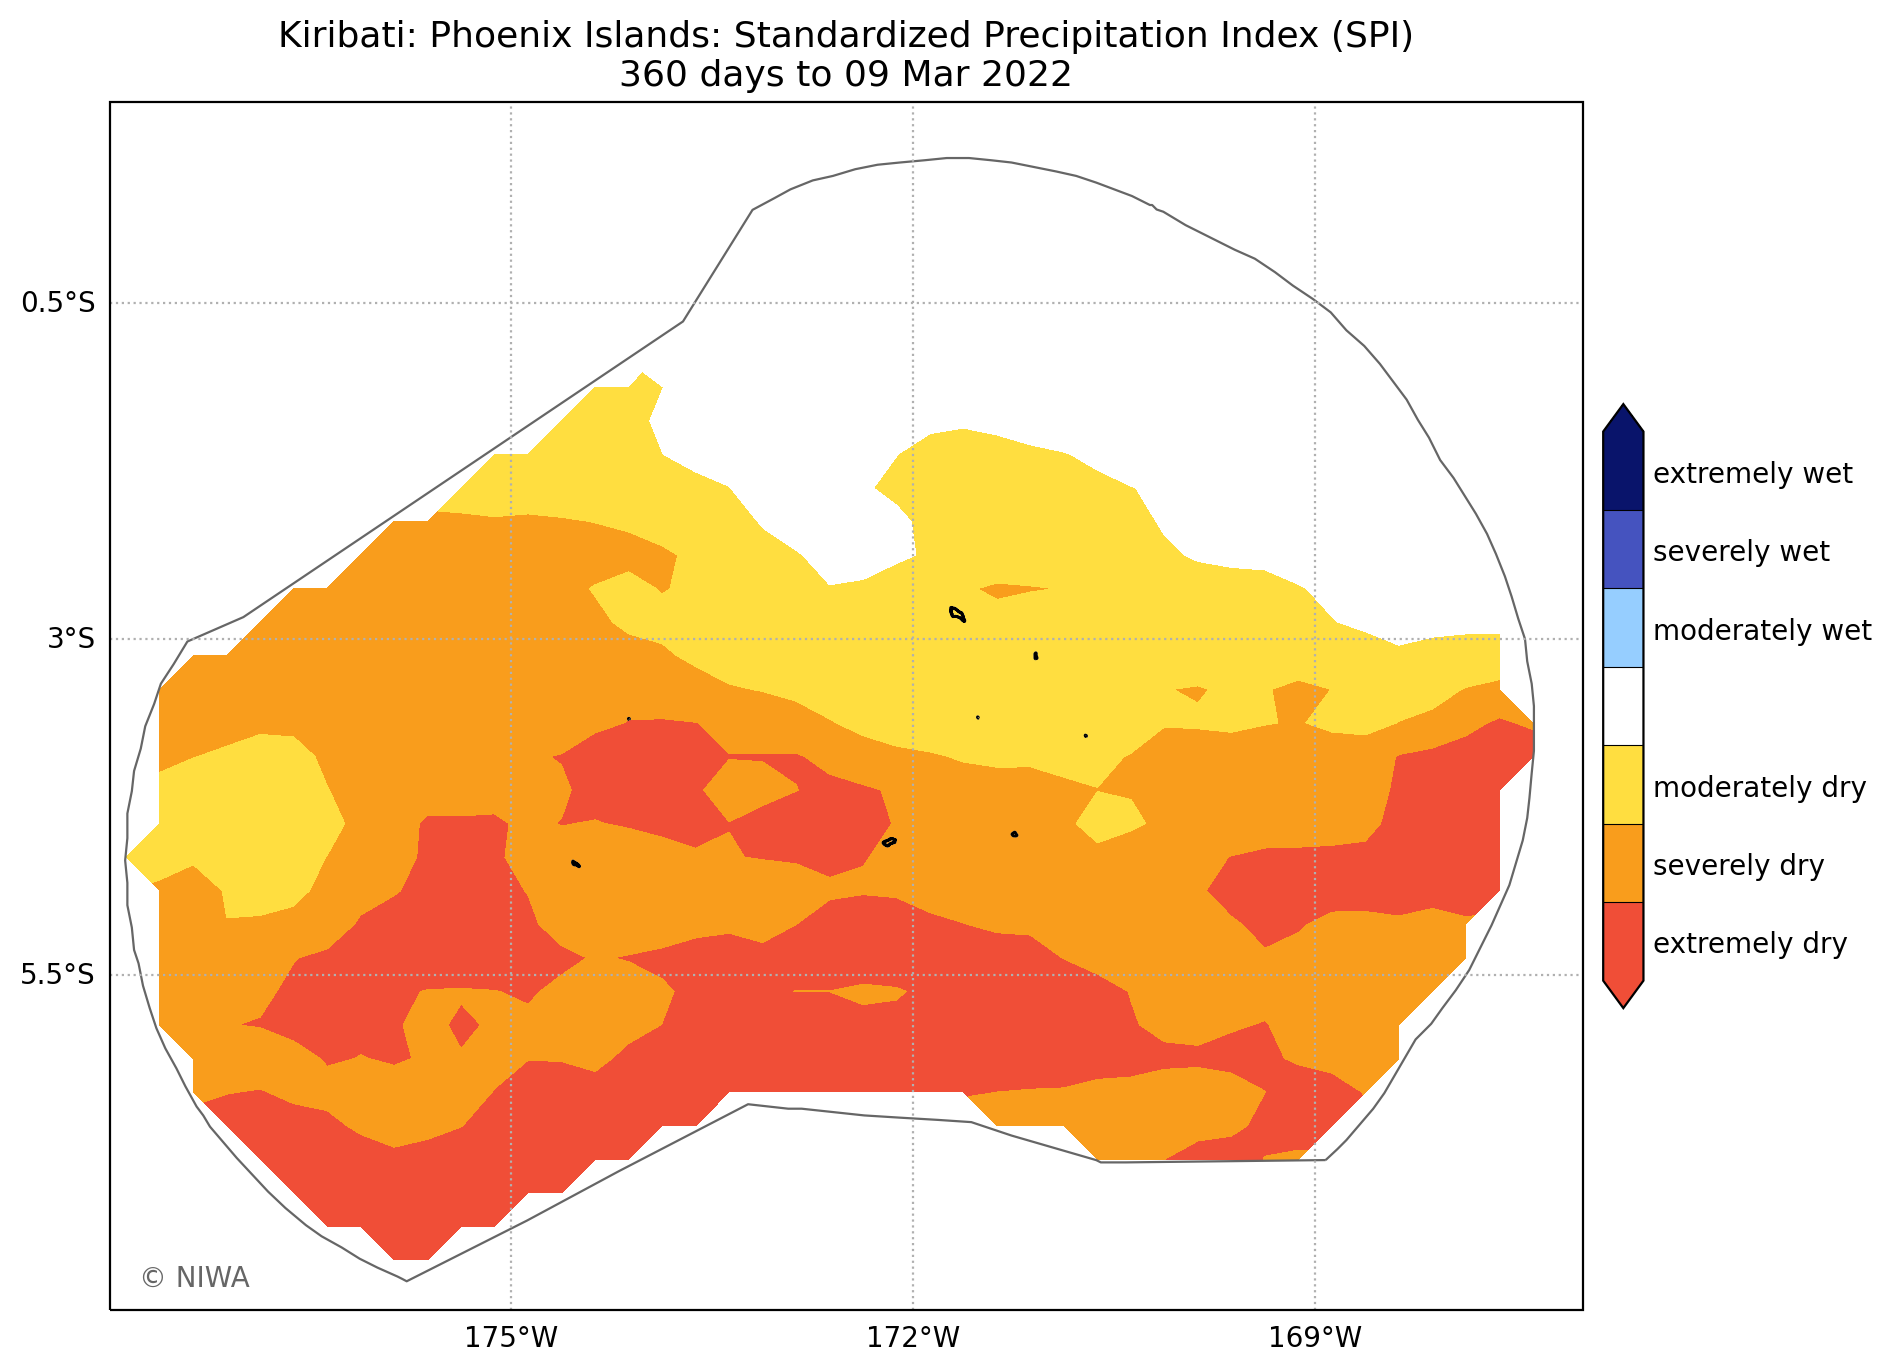 Kiribati: Phoenix Islands: Standardized Precipitation Index (SPI)
360 days to 09 Mar 2022
0.5°S
3°S
5.5°S
175°W
172°W
169°W
extremely wet
severely wet
moderately wet
moderately dry
severely dry
extremely dry
© NIWA